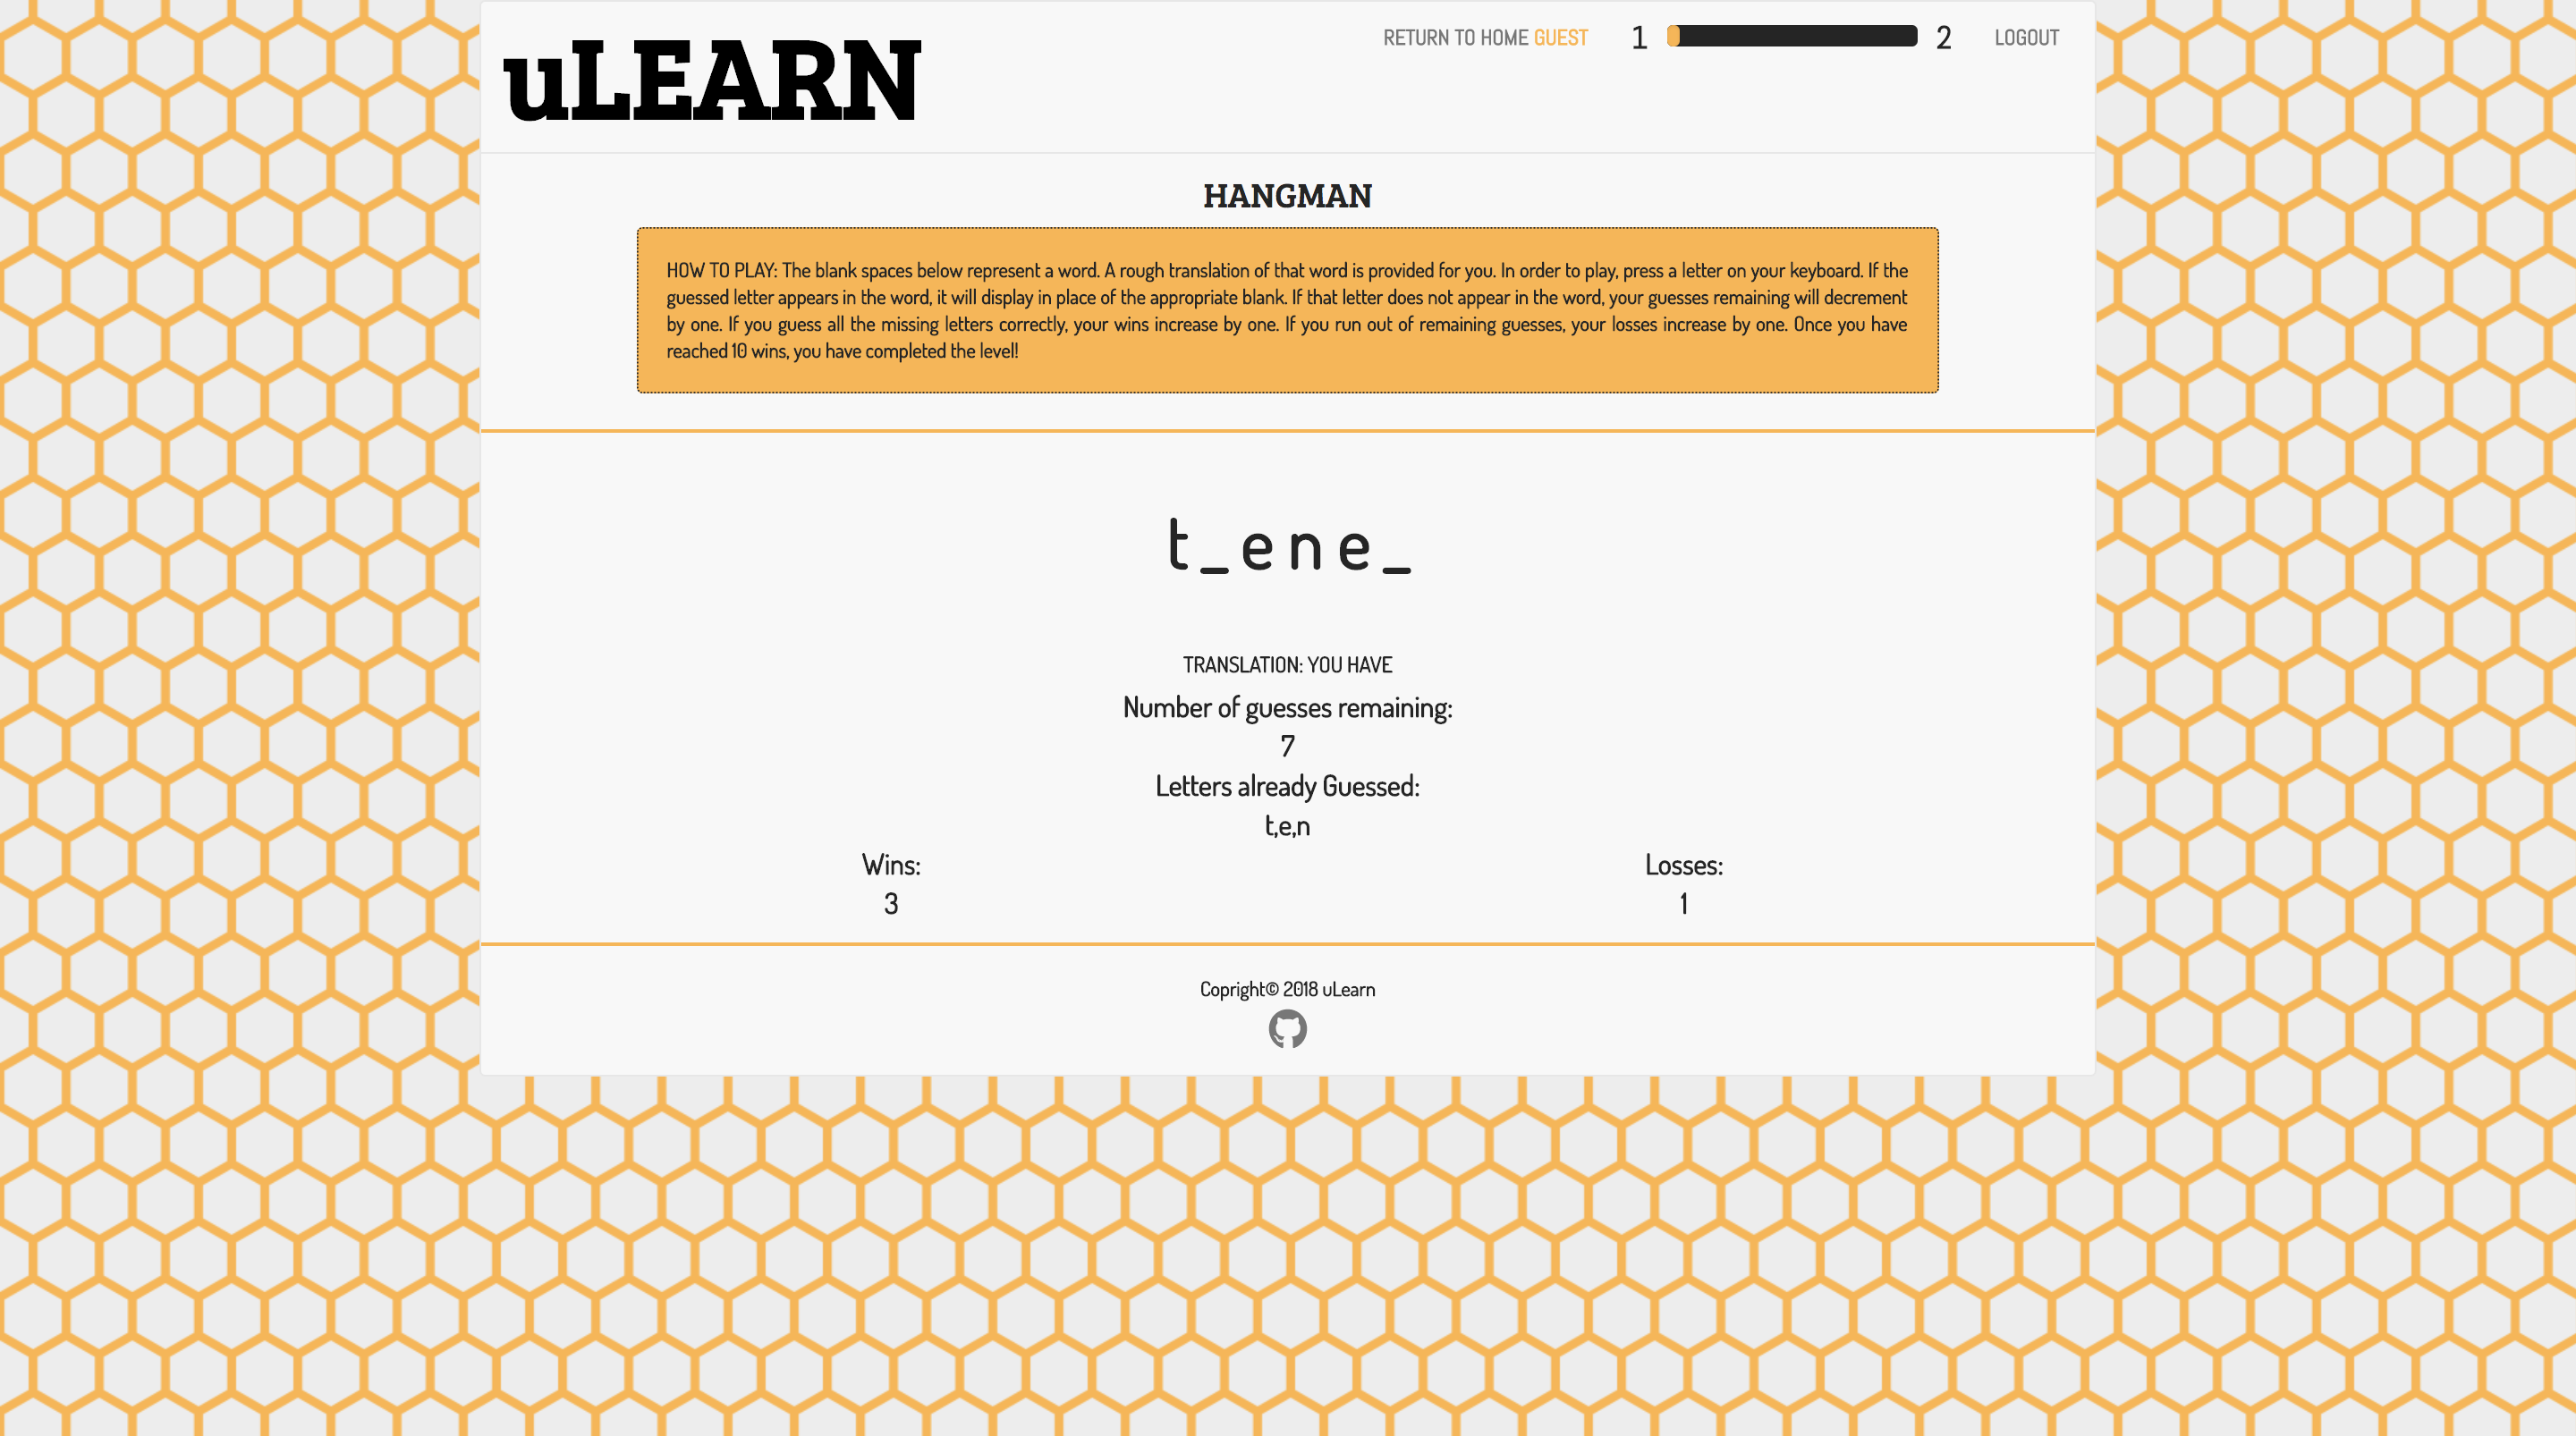 uLEARN
RETURN TO HOME GUEST 1 2 LOGOUT
HANGMAN
HOW TO PLAY: The blank spaces below represent a word. A rough translation of that word is provided for you. In order to play, press a letter on your keyboard. If the
guessed letter appears in the word, it will display in place of the appropriate blank. If that letter does not appear in the word, your guesses remaining will decrement
by one. If you guess all the missing letters correctly, your wins increase by one. If you run out of remaining guesses, your losses increase by one. Once you have
reached 10 wins, you have completed the level!
t _ e n e _
TRANSLATION: YOU HAVE
Number of guesses remaining:
7
Letters already Guessed:
t,e,n
Wins:
3
Losses:
1
Copright© 2018 uLearn